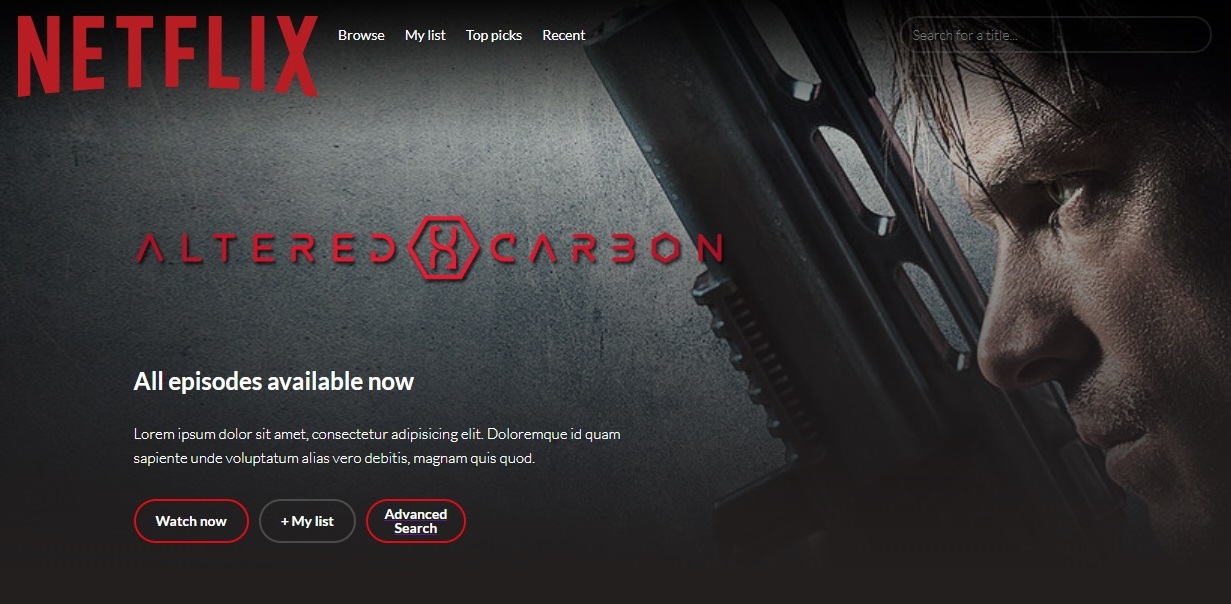 NETFLIX
Browse My list Top picks Recent
Search for a title...
ALTERED CARBON
All episodes available now
Lorem ipsum dolor sit amet, consectetur adipisicing elit. Doloremque id quam
sapiente unde voluptatum alias vero debitis, magnam quis quod.
Watch now
+ My list
Advanced
Search